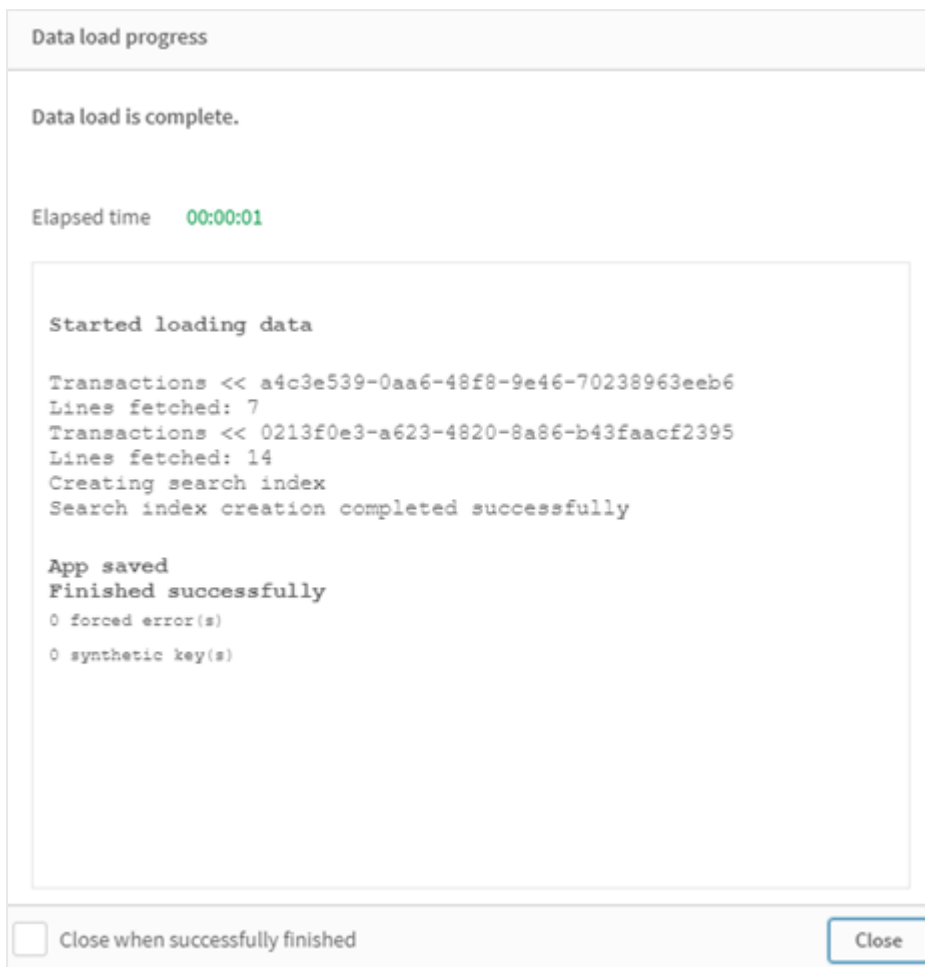 Data load progress
Data load is complete.
Elapsed time 00:00:01
Started loading data
Transactions << a4c3e539-0aa6-48f8-9e46-70238963eeb6
Lines fetched: 7
Transactions << 0213f0e3-a623-4820-8a86-b43faacf2395
Lines fetched: 14
Creating search index
Search index creation completed successfully
App saved
Finished successfully
0 forced error(s)
0 synthetic key(s)
Close when successfully finished
Close